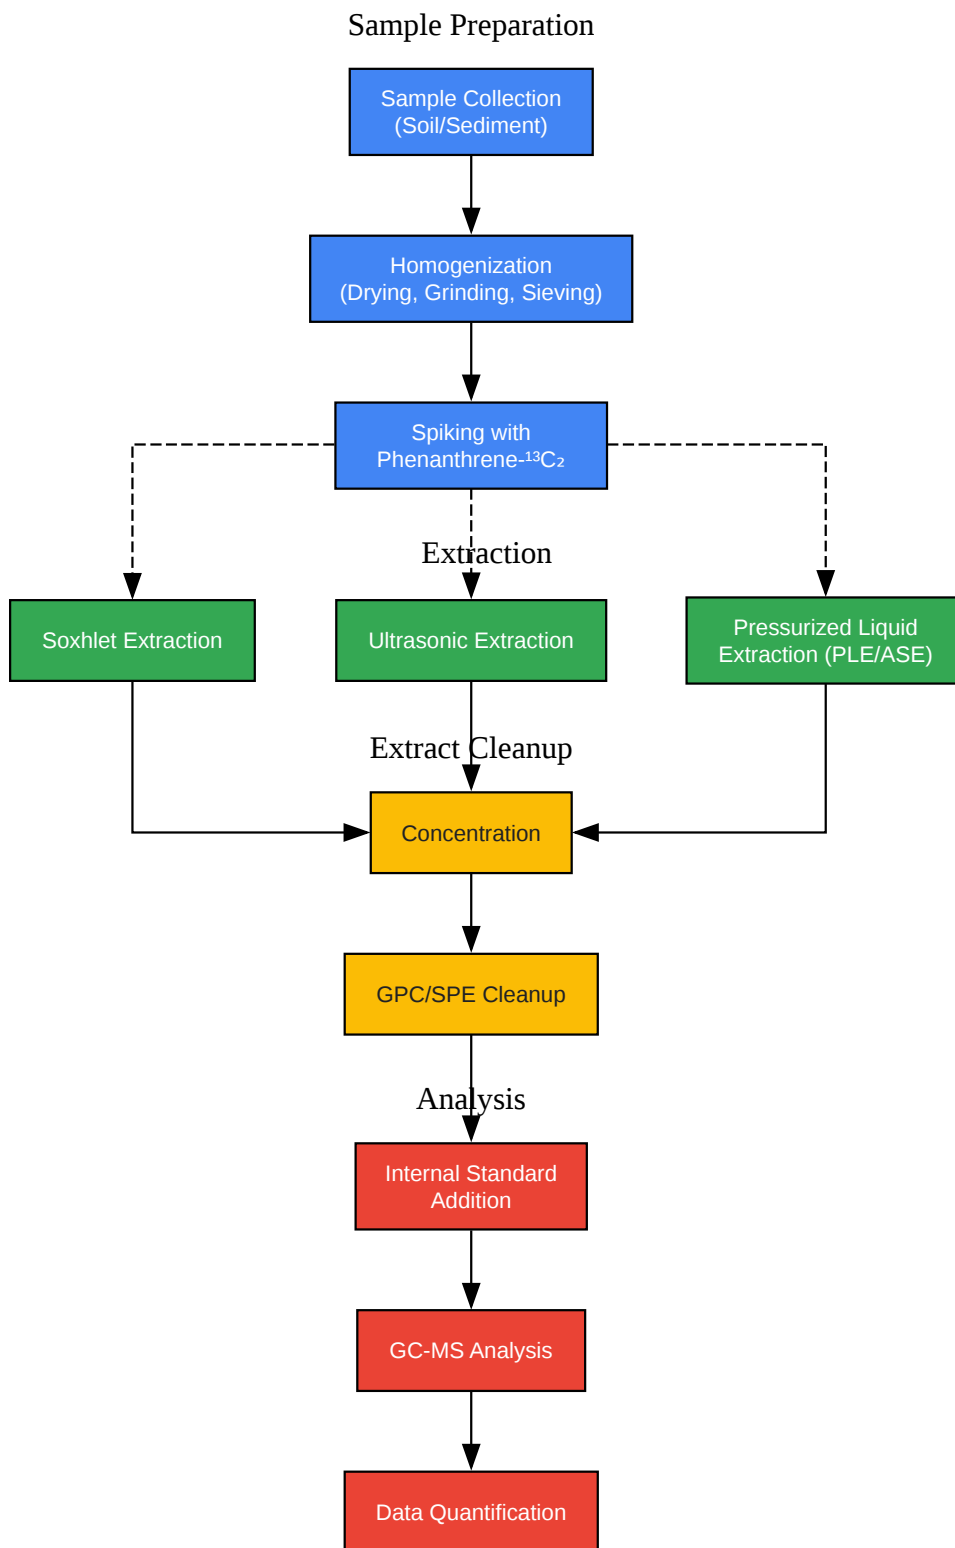 Sample Preparation
Sample Collection
(Soil/Sediment)
Homogenization
(Drying, Grinding, Sieving)
Spiking with
Phenanthrene-¹³C₂
Extraction
Soxhlet Extraction
Ultrasonic Extraction
Pressurized Liquid
Extraction (PLE/ASE)
Extract Cleanup
Concentration
GPC/SPE Cleanup
Analysis
Internal Standard
Addition
GC-MS Analysis
Data Quantification